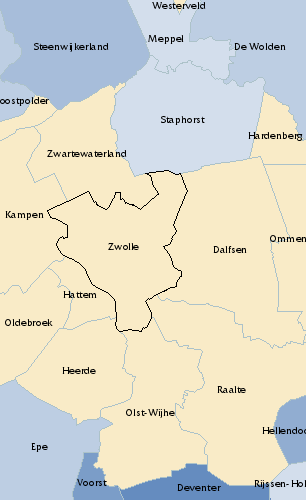 Westerveld
Meppel
Steenwijkerland
De Wolden
oostpolder
Staphorst
Hardenberg
Zwartewaterland
Kampen
Zwolle
Dalfsen
Ommen
Hattem
Oldebroek
Heerde
Raalte
Olst-Wijhe
Hellendoo
Epe
Voorst
Deventer
Rijssen-Hol